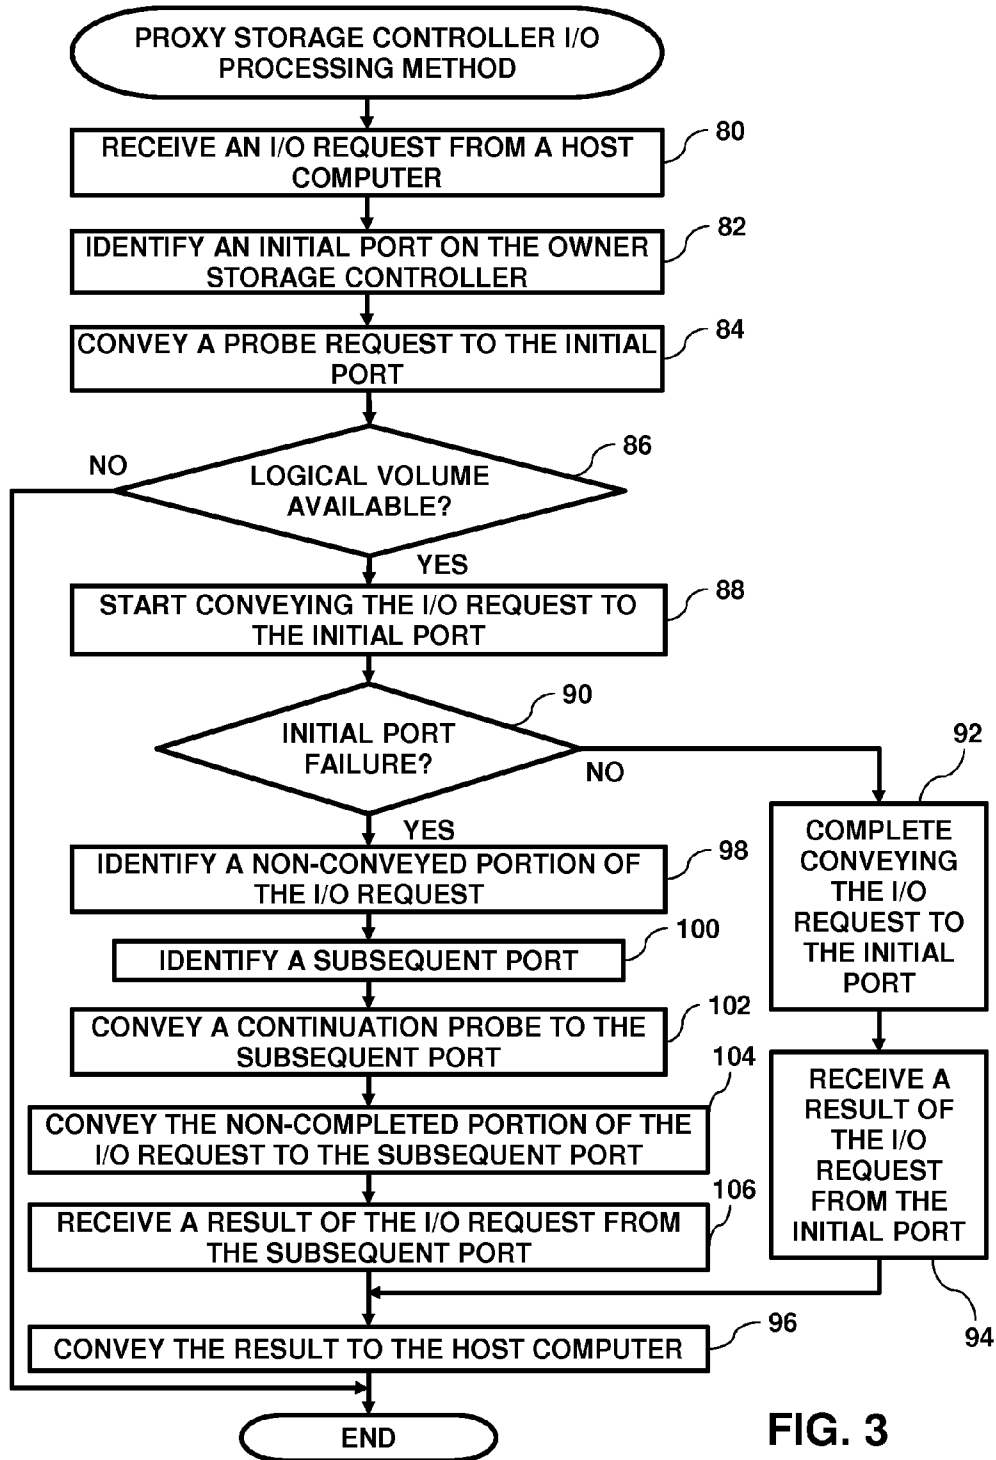 PROXY STORAGE CONTROLLER I/O
PROCESSING METHOD
RECEIVE AN I/O REQUEST FROM A HOST
COMPUTER
80
IDENTIFY AN INITIAL PORT ON THE OWNER
STORAGE CONTROLLER
82
CONVEY A PROBE REQUEST TO THE INITIAL
PORT
84
LOGICAL VOLUME
AVAILABLE?
86
NO
YES
START CONVEYING THE I/O REQUEST TO
THE INITIAL PORT
88
INITIAL PORT
FAILURE?
90
NO
YES
92
COMPLETE
CONVEYING
THE I/O
REQUEST TO
THE INITIAL
PORT
IDENTIFY A NON-CONVEYED PORTION OF
THE I/O REQUEST
98
IDENTIFY A SUBSEQUENT PORT
100
CONVEY A CONTINUATION PROBE TO THE
SUBSEQUENT PORT
102
CONVEY THE NON-COMPLETED PORTION OF THE
I/O REQUEST TO THE SUBSEQUENT PORT
104
RECEIVE A RESULT OF THE I/O REQUEST FROM
THE SUBSEQUENT PORT
106
RECEIVE A
RESULT OF
THE I/O
REQUEST
FROM THE
INITIAL PORT
94
CONVEY THE RESULT TO THE HOST COMPUTER
96
END
FIG. 3